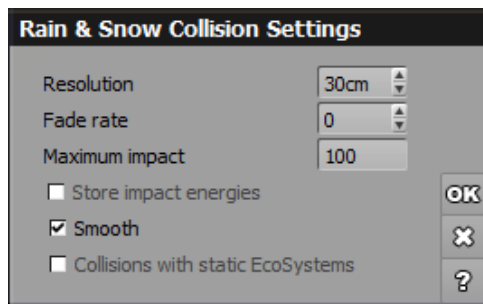 Rain & Snow Collision Settings
Resolution 30cm
Fade rate 0
Maximum impact 100
Store impact energies
Smooth
Collisions with static EcoSystems
OK
?